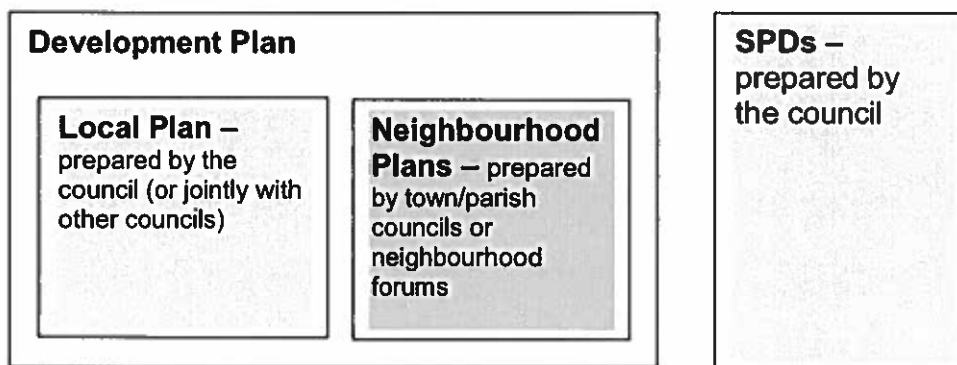 Development Plan
Local Plan –
prepared by the
council (or jointly with
other councils)
Neighbourhood
Plans – prepared
by town/parish
councils or
neighbourhood
forums
SPDs –
prepared by
the council